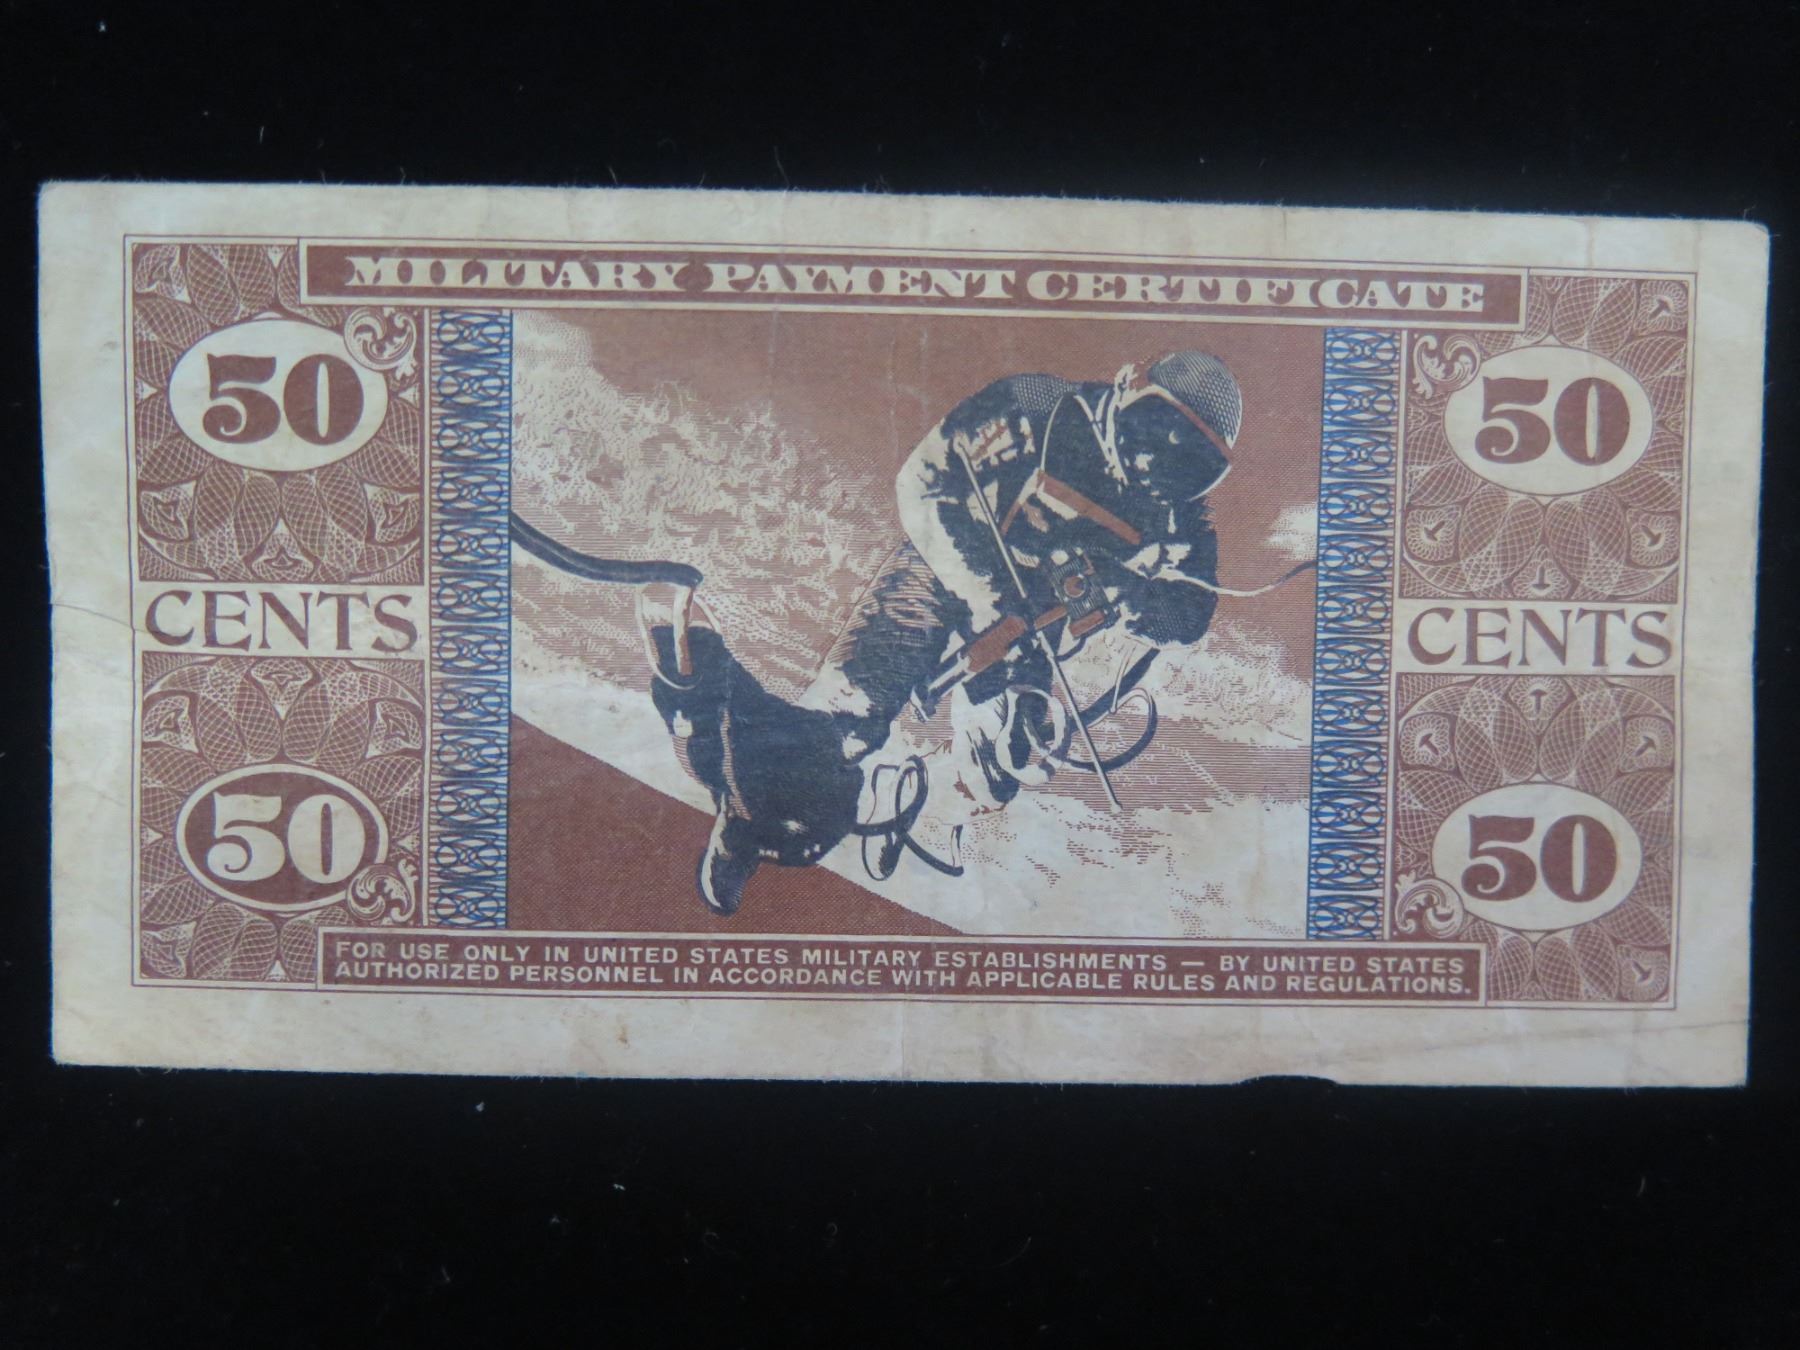 MILITARY PAYMENT CERTIFICATE
50
50
CENTS
CENTS
50
50
FOR USE ONLY IN UNITED STATES MILITARY ESTABLISHMENTS — BY UNITED STATES
AUTHORIZED PERSONNEL IN ACCORDANCE WITH APPLICABLE RULES AND REGULATIONS.